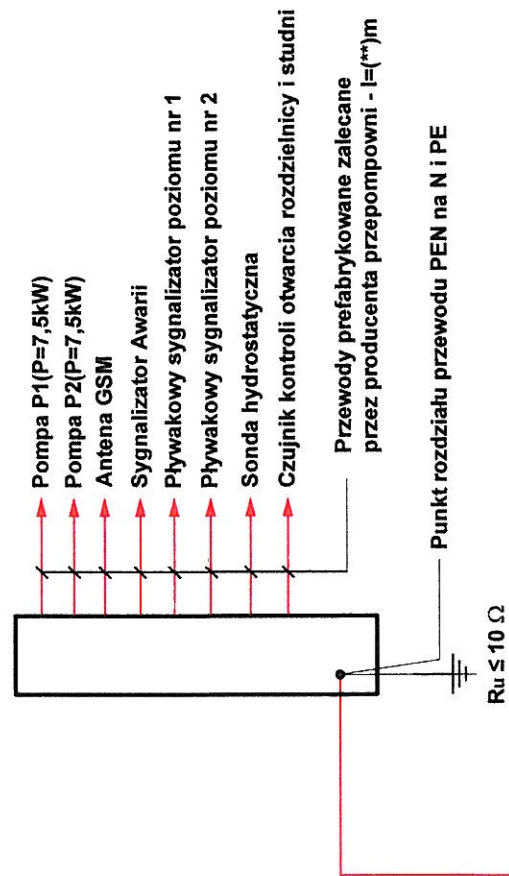 Pompa P1(P=7,5kW)
Pompa P2(P=7,5kW)
Antena GSM
Sygnalizator Awarii
Pływakowy sygnalizator poziomu nr 1
Pływakowy sygnalizator poziomu nr 2
Sonda hydrostatyczna
Czujnik kontroli otwarcia rozdzielnicy i studni
Przewody prefabrykowane zalecane
przez producenta przepompowni - l=(**)m
Punkt rozdziału przewodu PEN na N i PE
Ru ≤ 10 Ω